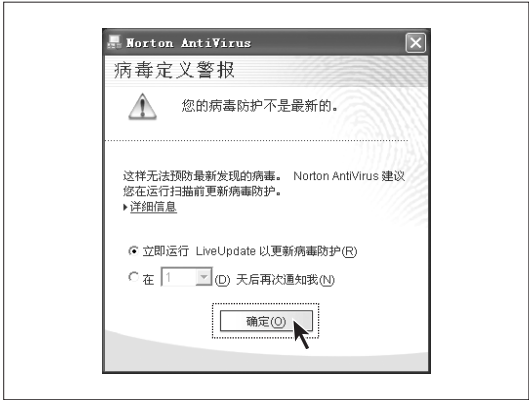 Norton AntiVirus
病毒定义警报
您的病毒防护不是最新的。
这样无法预防最新发现的病毒。 Norton AntiVirus 建议
您在运行扫描前更新病毒防护。
详细信息
立即运行 LiveUpdate 以更新病毒防护(R)
在 1 (D) 天后再次通知我(N)
确定(O)